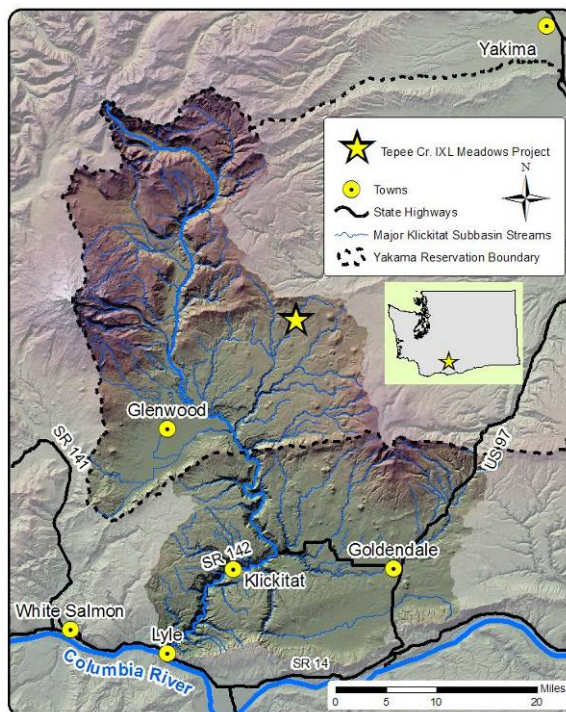 Yakima
Tepee Cr. IXL Meadows Project
N
Towns
State Highways
Major Klickitat Subbasin Streams
Yakama Reservation Boundary
Glenwood
SR 141
US 97
SR 142
Klickitat
Goldendale
White Salmon
Lyle
Columbia River
SR 14
Miles
0 5 10 20